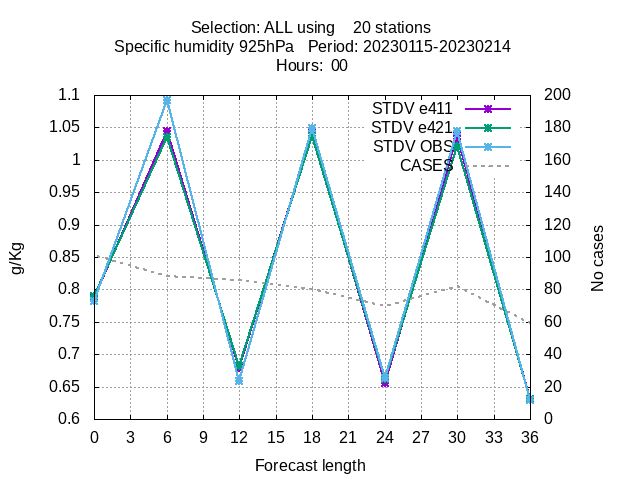 Selection: ALL using    20 stations
Specific humidity 925hPa   Period: 20230115-20230214
Hours:  00
1.1
1.05
1
0.95
0.9
0.85
0.8
0.75
0.7
0.65
0.6
g/Kg
STDV e411
STDV e421
STDV OBS
CASES
200
180
160
140
120
100
80
60
40
20
0
No cases
0 3 6 9 12 15 18 21 24 27 30 33 36
Forecast length